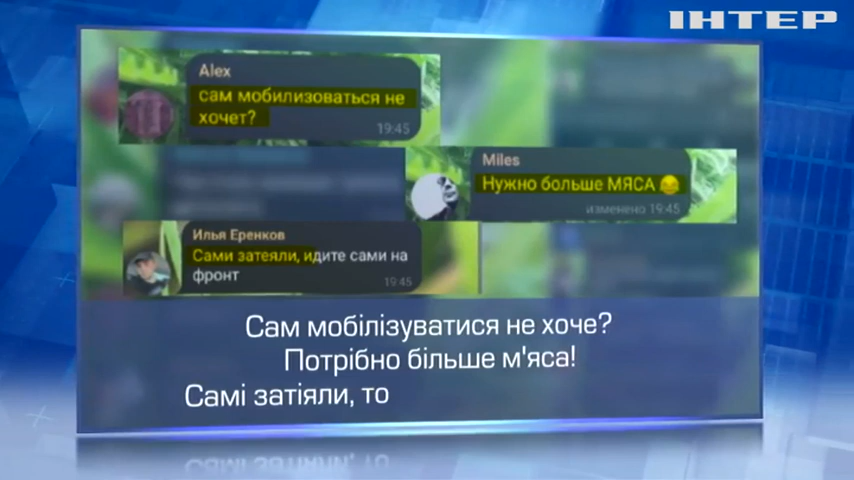 ІНТЕР
Alex
сам мобилизоваться не
хочет?
19:45
Miles
Нужно больше МЯСА 😂
изменено 19:45
Илья Еренков
Сами затеяли, идите сами на
фронт
19:45
Сам мобілізуватися не хоче?
Потрібно більше м'яса!
Самі затіяли, то